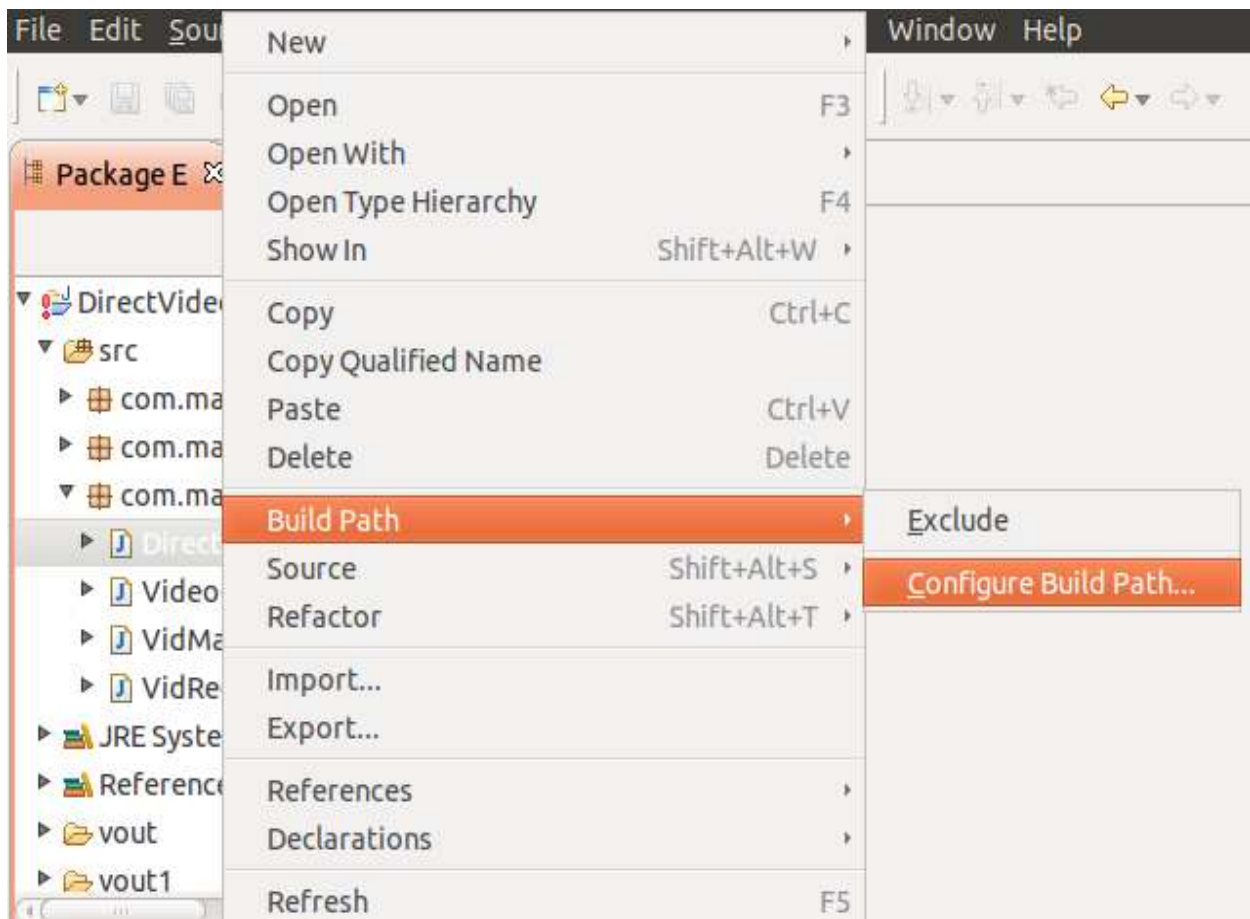 File Edit Sou
Window Help
Package E
DirectVide
src
com.ma
com.ma
com.ma
Direct
Video
VidMa
VidRe
JRE Syste
Reference
vout
vout1
New
Open F3
Open With
Open Type Hierarchy F4
Show In Shift+Alt+W
Copy Ctrl+C
Copy Qualified Name
Paste Ctrl+V
Delete Delete
Build Path
Source Shift+Alt+S
Refactor Shift+Alt+T
Import...
Export...
References
Declarations
Refresh F5
Exclude
Configure Build Path...